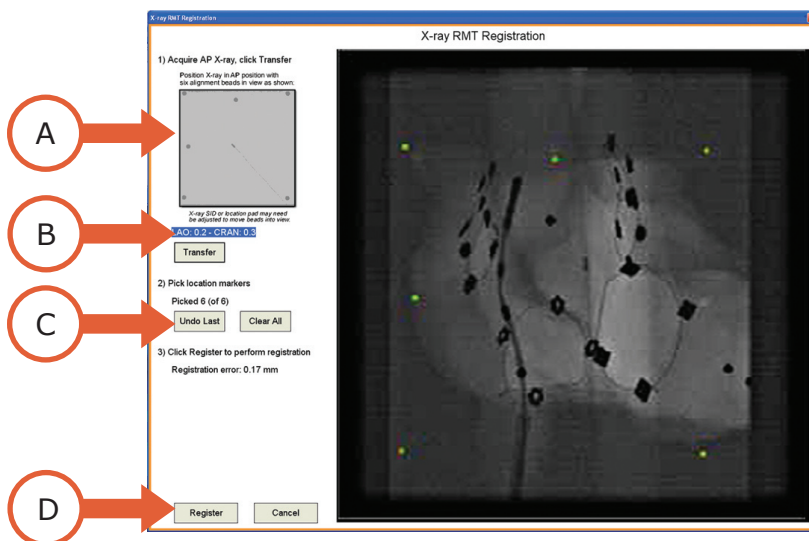 X-ray RMT Registration
X-ray RMT Registration
1) Acquire AP X-ray, click Transfer
Position X-ray in AP position with
six alignment beads in view as shown.
A
X-ray SID or location pad may need
be adjusted to move beads into view.
B
LAO: 0.2 - CRAN: 0.3
Transfer
2) Pick location markers
Picked 6 (of 6)
C
Undo Last
Clear All
3) Click Register to perform registration
Registration error: 0.17 mm
D
Register
Cancel